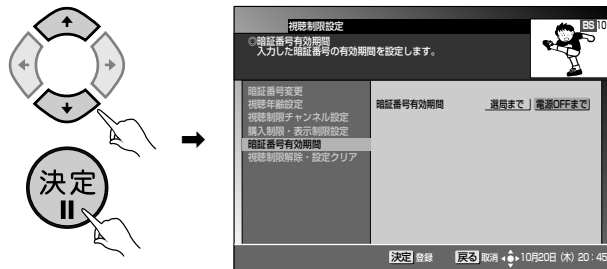 決定
視聴制限設定
BS10
◎暗証番号有効期間
入力した暗証番号の有効期間を設定します。
暗証番号変更
視聴年齢設定
視聴制限チャンネル設定
購入制限・表示制限設定
暗証番号有効期間
視聴制限解除・設定クリア
暗証番号有効期間 選局まで 電源OFFまで
決定 登録 戻る 取消 10月20日 (木) 20:45